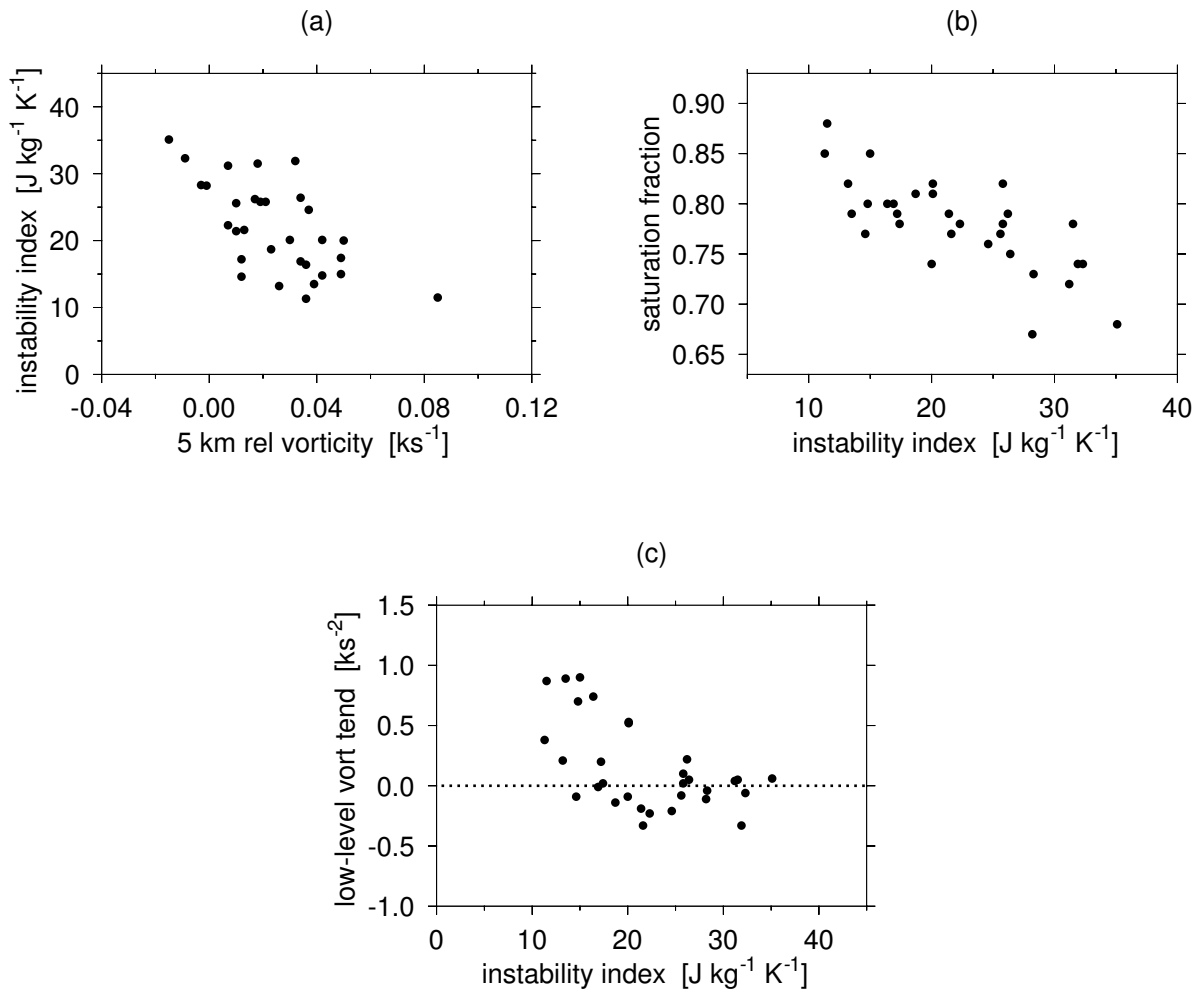 (a)
instability index [J kg⁻¹ K⁻¹]
40
30
20
10
0
-0.04 0.00 0.04 0.08 0.12
5 km rel vorticity [ks⁻¹]
(b)
saturation fraction
0.90
0.85
0.80
0.75
0.70
0.65
10 20 30 40
instability index [J kg⁻¹ K⁻¹]
(c)
low-level vort tend [ks⁻²]
1.5
1.0
0.5
0.0
-0.5
-1.0
0 10 20 30 40
instability index [J kg⁻¹ K⁻¹]